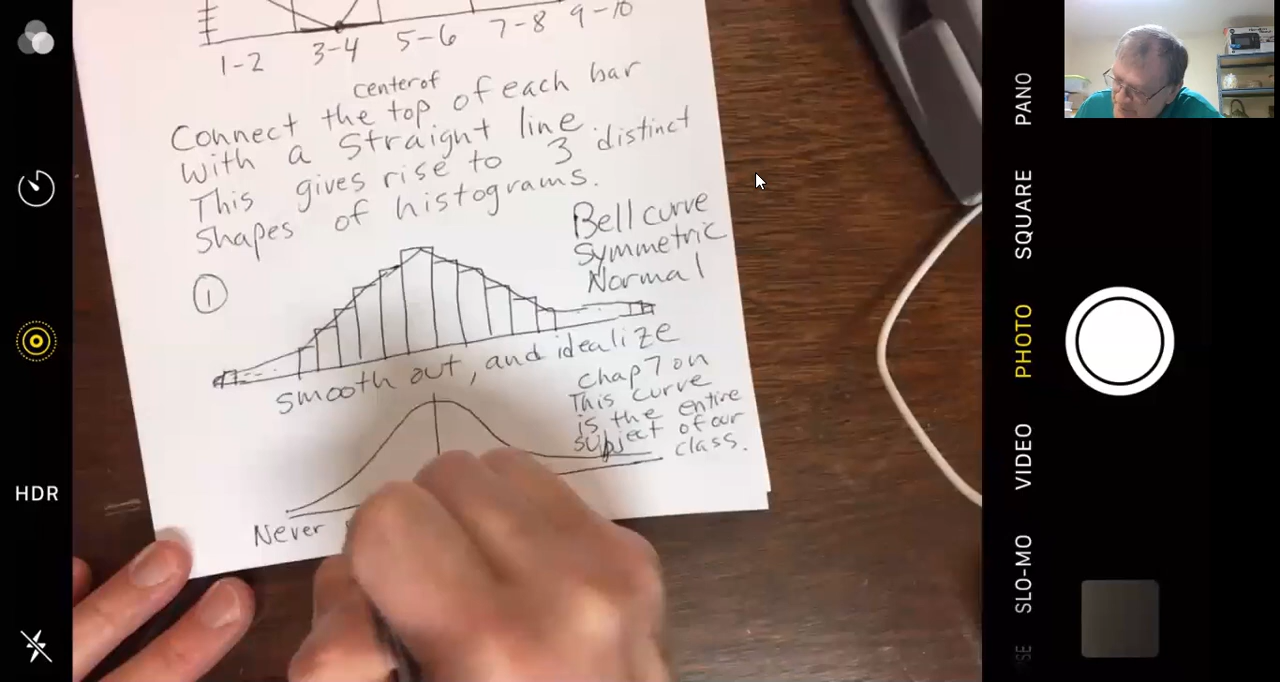 1-2 3-4 5-6 7-8 9-10
center of
Connect the top of each bar
with a straight line
This gives rise to 3 distinct
shapes of histograms.
Bell curve
Symmetric
Normal
1
smooth out, and idealize
chap 7 on
This curve
is the entire
subject of our
class.
Never
HDR
PANO
SQUARE
PHOTO
VIDEO
SLO-MO
SE